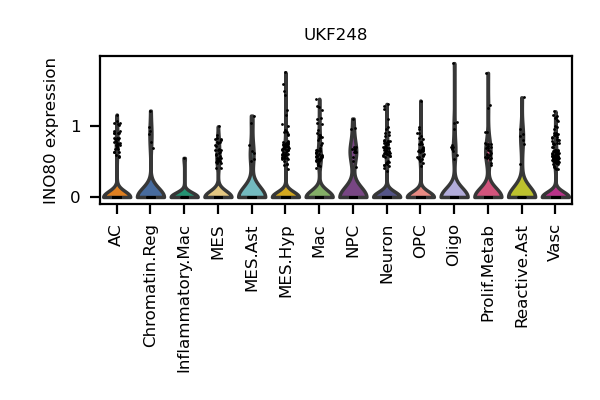 UKF248
INO80 expression
1
0
AC
Chromatin.Reg
Inflammatory.Mac
MES
MES.Ast
MES.Hyp
Mac
NPC
Neuron
OPC
Oligo
Prolif.Metab
Reactive.Ast
Vasc